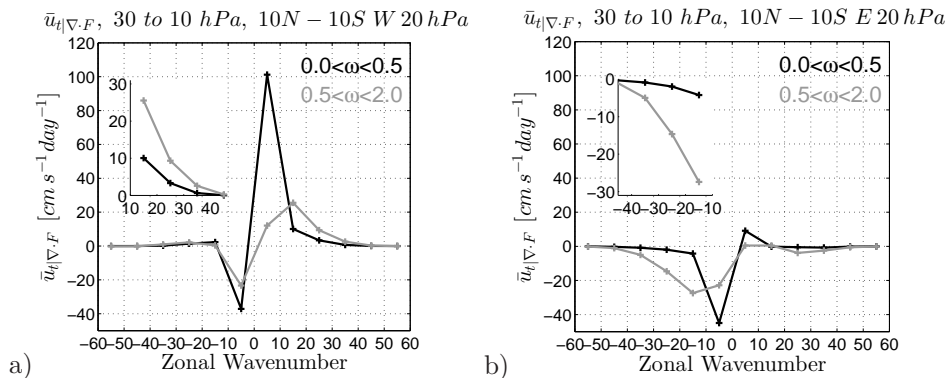 ū_{t|∇·F}, 30 to 10 hPa, 10N − 10S W 20 hPa
120
100
80
60
40
20
0
−20
−40
ū_{t|∇·F} [cm s^{−1} day^{−1}]
0.0<ω<0.5
0.5<ω<2.0
30
20
10
0
10 20 30 40
−60 −50 −40 −30 −20 −10 0 10 20 30 40 50 60
Zonal Wavenumber
a)
ū_{t|∇·F}, 30 to 10 hPa, 10N − 10S E 20 hPa
120
100
80
60
40
20
0
−20
−40
ū_{t|∇·F} [cm s^{−1} day^{−1}]
0.0<ω<0.5
0.5<ω<2.0
0
−10
−20
−30
−40 −30 −20 −10
−60 −50 −40 −30 −20 −10 0 10 20 30 40 50 60
Zonal Wavenumber
b)